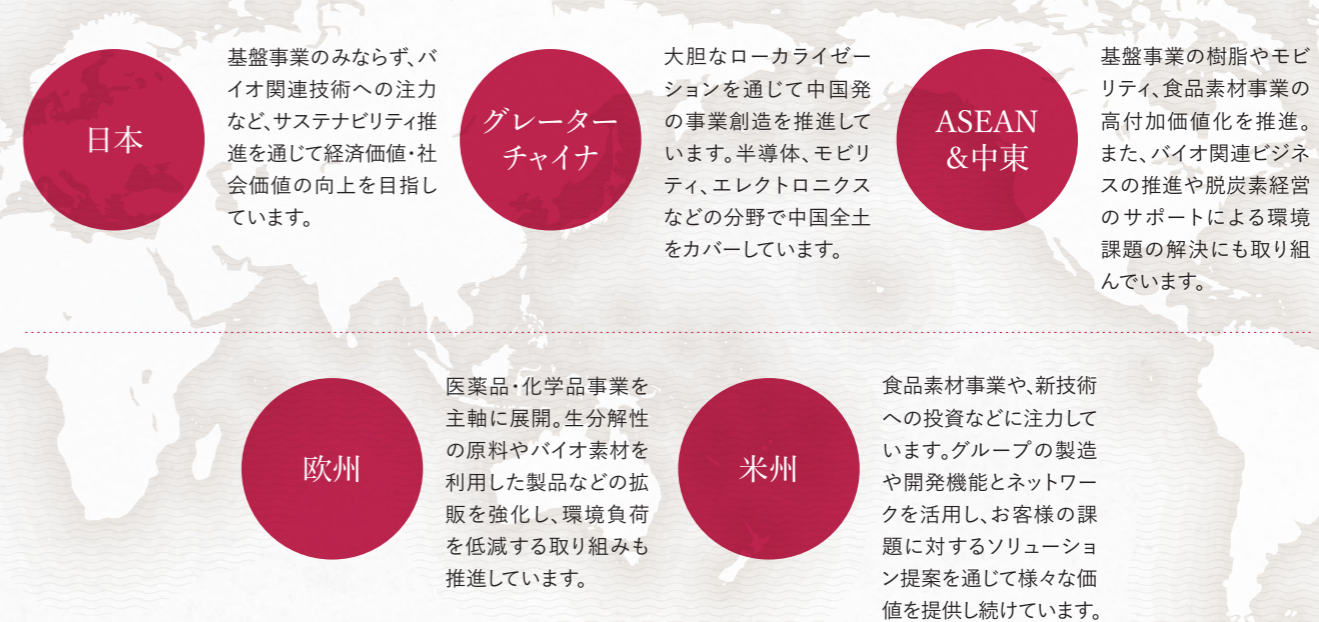 日本
基盤事業のみならず、バ
イオ関連技術への注力
など、サステナビリティ推
進を通じて経済価値・社
会価値の向上を目指し
ています。
グレーター
チャイナ
大胆なローカライゼー
ションを通じて中国発
の事業創造を推進して
います。半導体、モビリ
ティ、エレクトロニクス
などの分野で中国全土
をカバーしています。
ASEAN
&中東
基盤事業の樹脂やモビ
リティ、食品素材事業の
高付加価値化を推進。
また、バイオ関連ビジネ
スの推進や脱炭素経営
のサポートによる環境
課題の解決にも取り組
んでいます。
欧州
医薬品・化学品事業を
主軸に展開。生分解性
の原料やバイオ素材を
利用した製品などの拡
販を強化し、環境負荷
を低減する取り組みも
推進しています。
米州
食品素材事業や、新技術
への投資などに注力して
います。グループの製造
や開発機能とネットワー
クを活用し、お客様の課
題に対するソリューショ
ン提案を通じて様々な価
値を提供し続けています。